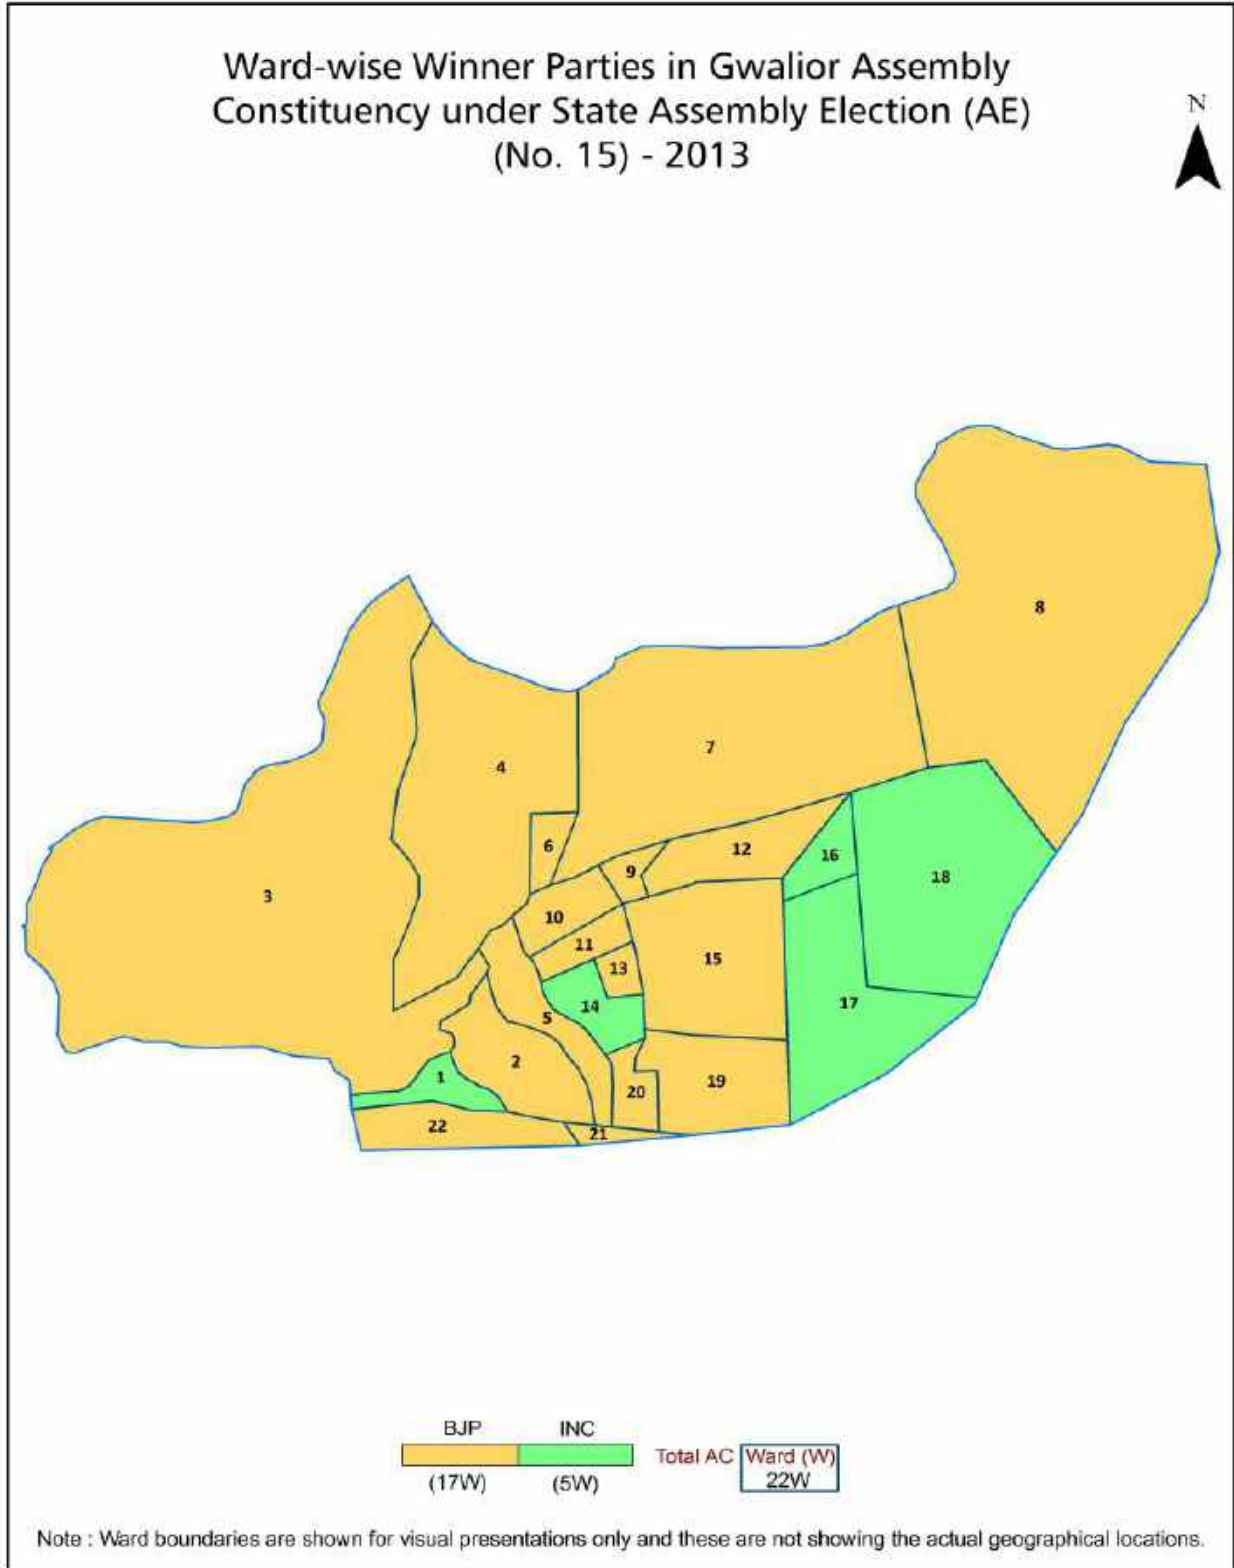 Ward-wise Winner Parties in Gwalior Assembly
Constituency under State Assembly Election (AE)
(No. 15) - 2013
N
8
7
4
6
12
9
16
18
3
10
11
15
13
14
17
5
2
1
19
20
22
21
BJP INC
Total AC Ward (W)
(17W) (5W) 22W
Note : Ward boundaries are shown for visual presentations only and these are not showing the actual geographical locations.